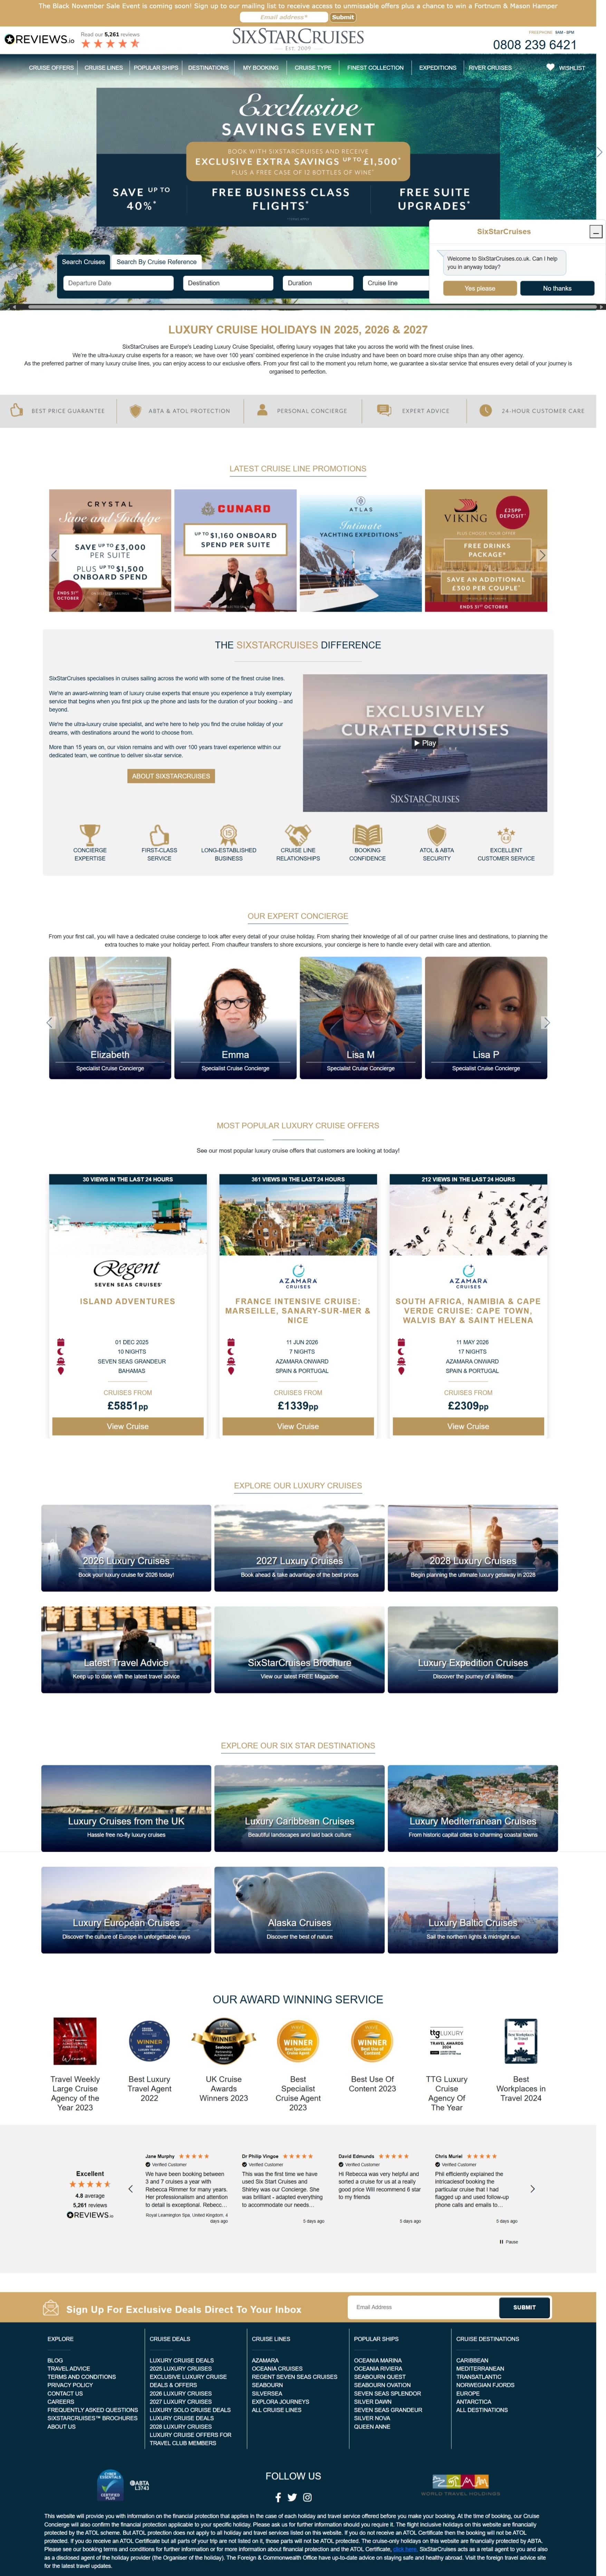 The Black November Sale Event is coming soon! Sign up to our mailing list to receive access to unmissable offers plus a chance to win a Fortnum & Mason Hamper
Email address*
Submit
REVIEWS.io
Read our 5,261 reviews
SIXSTARCRUISES
Est. 2009
FREEPHONE 9AM - 8PM
0808 239 6421
CRUISE OFFERS CRUISE LINES POPULAR SHIPS DESTINATIONS MY BOOKING CRUISE TYPE FINEST COLLECTION EXPEDITIONS RIVER CRUISES WISHLIST
Exclusive
SAVINGS EVENT
BOOK WITH SIXSTARCRUISES AND RECEIVE
EXCLUSIVE EXTRA SAVINGS UP TO £1,500*
PLUS A FREE CASE OF 12 BOTTLES OF WINE*
SAVE UP TO 40%*
FREE BUSINESS CLASS FLIGHTS*
FREE SUITE UPGRADES*
SixStarCruises
Welcome to SixStarCruises.co.uk. Can I help
you in anyway today?
Yes please
No thanks
Search Cruises
Search By Cruise Reference
Departure Date
Destination
Duration
Cruise line
LUXURY CRUISE HOLIDAYS IN 2025, 2026 & 2027
SixStarCruises are Europe's Leading Luxury Cruise Specialist, offering luxury voyages that take you across the world with the finest cruise lines.
We're the ultra-luxury cruise experts for a reason; we have over 100 years' combined experience in the cruise industry and have been on board more cruise ships than any other agency.
As the preferred partner of many luxury cruise lines, you can enjoy access to our exclusive offers. From your first call to the moment you return home, we guarantee a six-star service that ensures every detail of your journey is
organised to perfection.
BEST PRICE GUARANTEE
ABTA & ATOL PROTECTION
PERSONAL CONCIERGE
EXPERT ADVICE
24-HOUR CUSTOMER CARE
LATEST CRUISE LINE PROMOTIONS
CRYSTAL
Save and Indulge
SAVE UP TO £3,000
PER SUITE
PLUS UP TO $1,500
ONBOARD SPEND
ENDS 31ST
OCTOBER
CUNARD
UP TO $1,160 ONBOARD
SPEND PER SUITE
ATLAS
Intimate
YACHTING EXPEDITIONS
VIKING
£25PP
DEPOSIT*
PLUS CHOOSE YOUR OFFER
FREE DRINKS
PACKAGE*
SAVE AN ADDITIONAL
£300 PER COUPLE*
ENDS 31ST OCTOBER
THE SIXSTARCRUISES DIFFERENCE
SixStarCruises specialises in cruises sailing across the world with some of the finest cruise lines.
We're an award-winning team of luxury cruise experts that ensure you experience a truly exemplary
service that begins when you first pick up the phone and lasts for the duration of your booking – and
beyond.
We're the ultra-luxury cruise specialist, and we're here to help you find the cruise holiday of your
dreams, with destinations around the world to choose from.
More than 15 years on, our vision remains and with over 100 years travel experience within our
dedicated team, we continue to deliver six-star service.
ABOUT SIXSTARCRUISES
EXCLUSIVELY
CURATED CRUISES
Play
SIXSTARCRUISES
CONCIERGE
EXPERTISE
FIRST-CLASS
SERVICE
15
LONG-ESTABLISHED
BUSINESS
CRUISE LINE
RELATIONSHIPS
BOOKING
CONFIDENCE
ATOL & ABTA
SECURITY
EXCELLENT
CUSTOMER SERVICE
OUR EXPERT CONCIERGE
From your first call, you will have a dedicated cruise concierge to look after every detail of your cruise holiday. From sharing their knowledge of all of our partner cruise lines and destinations, to planning the
extra touches to make your holiday perfect. From chauffeur transfers to shore excursions, your concierge is here to handle every detail with care and attention.
Elizabeth
Specialist Cruise Concierge
Emma
Specialist Cruise Concierge
Lisa M
Specialist Cruise Concierge
Lisa P
Specialist Cruise Concierge
MOST POPULAR LUXURY CRUISE OFFERS
See our most popular luxury cruise offers that customers are looking at today!
30 VIEWS IN THE LAST 24 HOURS
Regent
SEVEN SEAS CRUISES
ISLAND ADVENTURES
01 DEC 2025
10 NIGHTS
SEVEN SEAS GRANDEUR
BAHAMAS
CRUISES FROM
£5851pp
View Cruise
361 VIEWS IN THE LAST 24 HOURS
AZAMARA
CRUISES
FRANCE INTENSIVE CRUISE:
MARSEILLE, SANARY-SUR-MER &
NICE
11 JUN 2026
7 NIGHTS
AZAMARA ONWARD
SPAIN & PORTUGAL
CRUISES FROM
£1339pp
View Cruise
212 VIEWS IN THE LAST 24 HOURS
AZAMARA
CRUISES
SOUTH AFRICA, NAMIBIA & CAPE
VERDE CRUISE: CAPE TOWN,
WALVIS BAY & SAINT HELENA
11 MAY 2026
17 NIGHTS
AZAMARA ONWARD
SPAIN & PORTUGAL
CRUISES FROM
£2309pp
View Cruise
EXPLORE OUR LUXURY CRUISES
2026 Luxury Cruises
Book your luxury cruise for 2026 today!
2027 Luxury Cruises
Book ahead & take advantage of the best prices
2028 Luxury Cruises
Begin planning the ultimate luxury getaway in 2028
Latest Travel Advice
Keep up to date with the latest travel advice
SixStarCruises Brochure
View our latest FREE Magazine
Luxury Expedition Cruises
Discover the journey of a lifetime
EXPLORE OUR SIX STAR DESTINATIONS
Luxury Cruises from the UK
Hassle free no-fly luxury cruises
Luxury Caribbean Cruises
Beautiful landscapes and laid back culture
Luxury Mediterranean Cruises
From historic capital cities to charming coastal towns
Luxury European Cruises
Discover the culture of Europe in unforgettable ways
Alaska Cruises
Discover the best of nature
Luxury Baltic Cruises
Sail the northern lights & midnight sun
OUR AWARD WINNING SERVICE
Winners
WINNER
WINNER
Seabourn
WINNER
WINNER
ttgLUXURY
TRAVEL AWARDS
2024
Travel Weekly
Large Cruise
Agency of the
Year 2023
Best Luxury
Travel Agent
2022
UK Cruise
Awards
Winners 2023
Best
Specialist
Cruise Agent
2023
Best Use Of
Content 2023
TTG Luxury
Cruise
Agency Of
The Year
Best
Workplaces in
Travel 2024
Excellent
4.8 average
5,261 reviews
REVIEWS.io
Jane Murphy
Verified Customer
We have been booking between
3 and 7 cruises a year with
Rebecca Rimmer for many years.
Her professionalism and attention
to detail is exceptional. Rebecc...
Royal Leamington Spa, United Kingdom, 4
days ago
Dr Philip Vingoe
Verified Customer
This was the first time we have
used Six Start Cruises and
Shirley was our Concierge. She
was brilliant - adapted everything
to accommodate our needs...
5 days ago
David Edmunds
Verified Customer
Hi Rebecca was very helpful and
sorted a cruise for us at a really
good price Will recommend 6 star
to my friends
5 days ago
Chris Muriel
Verified Customer
Phil efficiently explained the
intricaciesof booking the
particular cruise that I had
flagged up and used follow-up
phone calls and emails to...
5 days ago
Pause
Sign Up For Exclusive Deals Direct To Your Inbox
Email Address
SUBMIT
EXPLORE
BLOG
TRAVEL ADVICE
TERMS AND CONDITIONS
PRIVACY POLICY
CONTACT US
CAREERS
FREQUENTLY ASKED QUESTIONS
SIXSTARCRUISES™ BROCHURES
ABOUT US
CRUISE DEALS
LUXURY CRUISE DEALS
2025 LUXURY CRUISES
EXCLUSIVE LUXURY CRUISE
DEALS & OFFERS
2026 LUXURY CRUISES
2027 LUXURY CRUISES
LUXURY SOLO CRUISE DEALS
LUXURY CRUISE DEALS
2028 LUXURY CRUISES
LUXURY CRUISE OFFERS FOR
TRAVEL CLUB MEMBERS
CRUISE LINES
AZAMARA
OCEANIA CRUISES
REGENT SEVEN SEAS CRUISES
SEABOURN
SILVERSEA
EXPLORA JOURNEYS
ALL CRUISE LINES
POPULAR SHIPS
OCEANIA MARINA
OCEANIA RIVIERA
SEABOURN QUEST
SEABOURN OVATION
SEVEN SEAS SPLENDOR
SILVER DAWN
SEVEN SEAS GRANDEUR
SILVER NOVA
QUEEN ANNE
CRUISE DESTINATIONS
CARIBBEAN
MEDITERRANEAN
TRANSATLANTIC
NORWEGIAN FJORDS
EUROPE
ANTARCTICA
ALL DESTINATIONS
CYBER
ESSENTIALS
CERTIFIED
PLUS
ABTA
L3743
FOLLOW US
WORLD TRAVEL HOLDINGS
This website will provide you with information on the financial protection that applies in the case of each holiday and travel service offered before you make your booking. At the time of booking, our Cruise
Concierge will also confirm the financial protection applicable to your specific holiday. Please ask us for further information should you require it. The flight inclusive holidays on this website are financially
protected by the ATOL scheme. But ATOL protection does not apply to all holiday and travel services listed on this website. If you do not receive an ATOL Certificate then the booking will not be ATOL
protected. If you do receive an ATOL Certificate but all parts of your trip are not listed on it, those parts will not be ATOL protected. The cruise-only holidays on this website are financially protected by ABTA.
Please see our booking terms and conditions for further information or for more information about financial protection and the ATOL Certificate, click here. SixStarCruises acts as a retail agent to you and also
as a disclosed agent of the holiday provider (the Organiser of the holiday). The Foreign & Commonwealth Office have up-to-date advice on staying safe and healthy abroad. Visit the foreign travel advice site
for the latest travel updates.